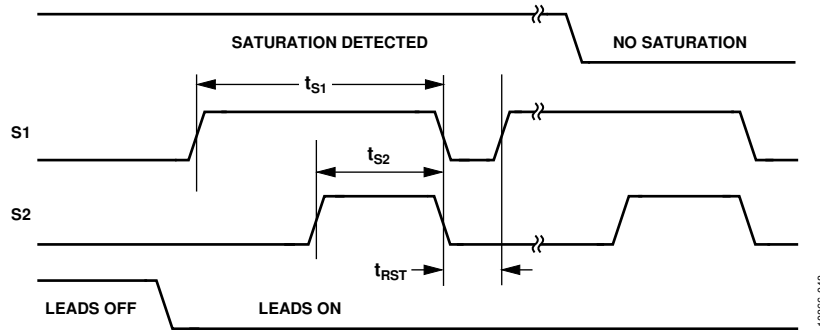 SATURATION DETECTED NO SATURATION
tS1
S1
tS2
S2
tRST
LEADS OFF LEADS ON